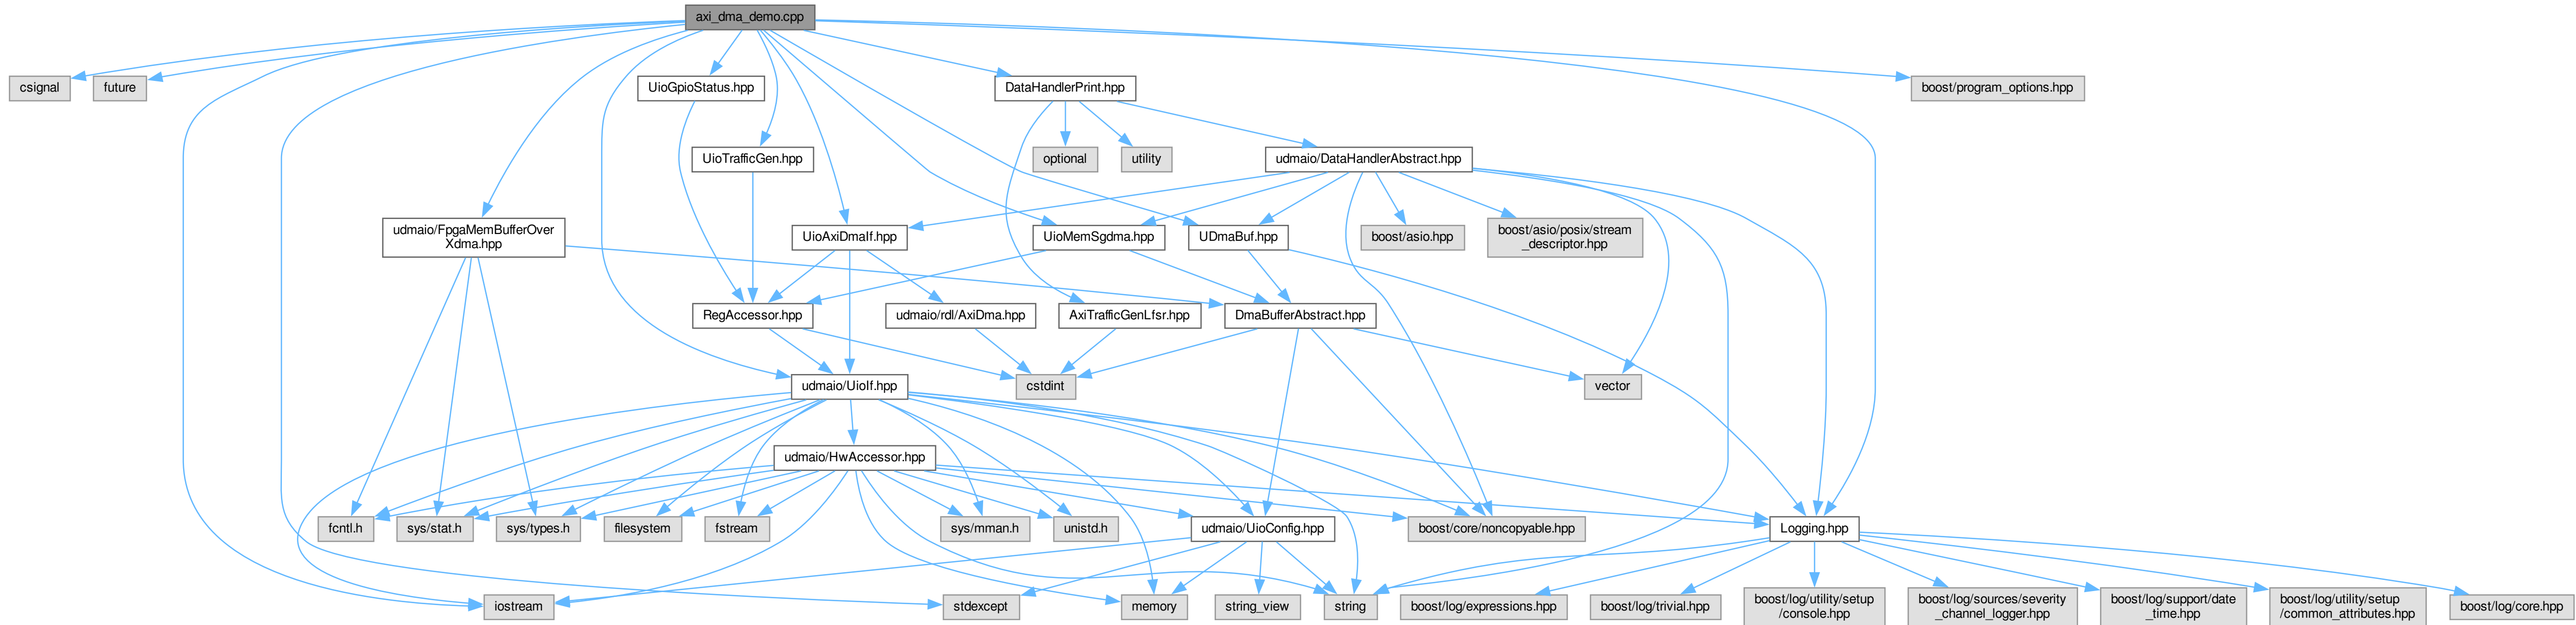 axi_dma_demo.cpp
csignal
future
UioGpioStatus.hpp
DataHandlerPrint.hpp
boost/program_options.hpp
UioTrafficGen.hpp
optional
utility
udmaio/DataHandlerAbstract.hpp
udmaio/FpgaMemBufferOver
Xdma.hpp
UioAxiDmaIf.hpp
UioMemSgdma.hpp
UDmaBuf.hpp
boost/asio.hpp
boost/asio/posix/stream
_descriptor.hpp
RegAccessor.hpp
udmaio/rdl/AxiDma.hpp
AxiTrafficGenLfsr.hpp
DmaBufferAbstract.hpp
udmaio/UioIf.hpp
cstdint
vector
udmaio/HwAccessor.hpp
fcntl.h
sys/stat.h
sys/types.h
filesystem
fstream
sys/mman.h
unistd.h
udmaio/UioConfig.hpp
boost/core/noncopyable.hpp
Logging.hpp
iostream
stdexcept
memory
string_view
string
boost/log/expressions.hpp
boost/log/trivial.hpp
boost/log/utility/setup
/console.hpp
boost/log/sources/severity
_channel_logger.hpp
boost/log/support/date
_time.hpp
boost/log/utility/setup
/common_attributes.hpp
boost/log/core.hpp